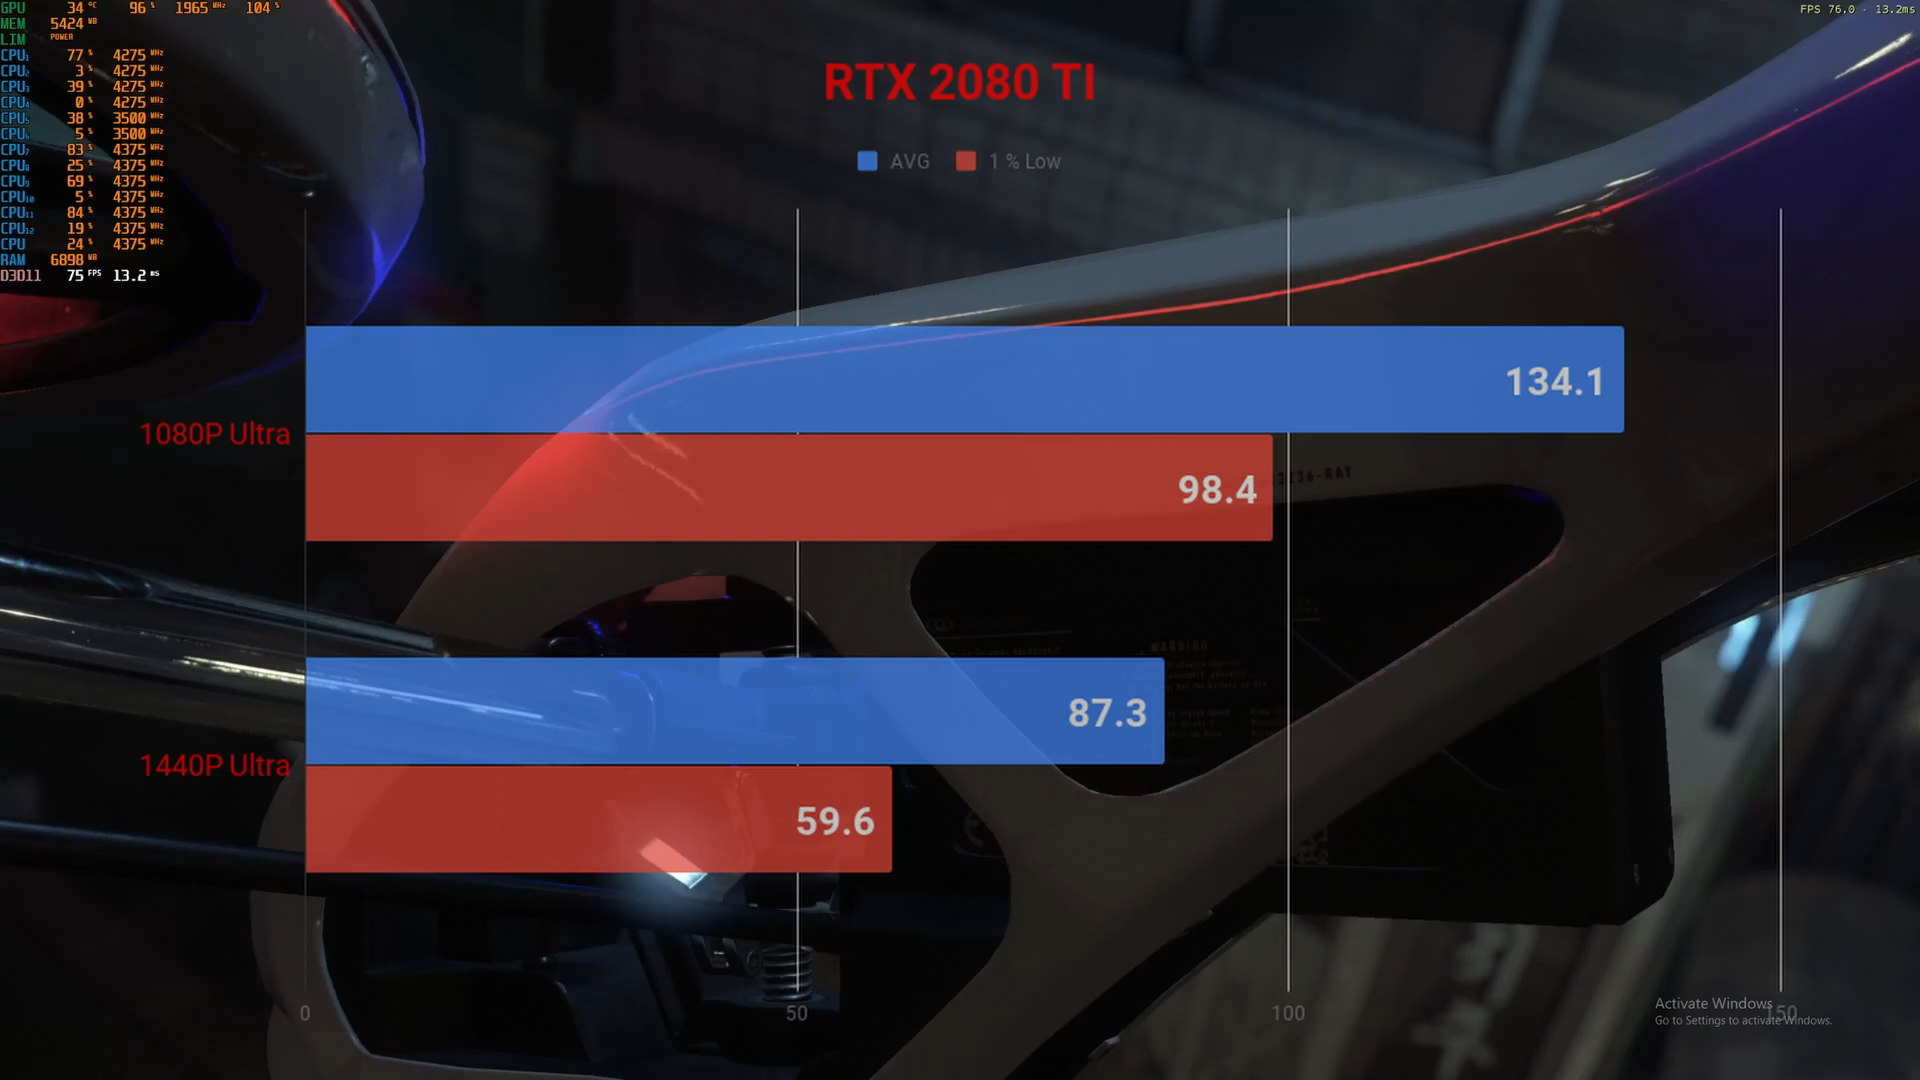 GPU 34 °C 96 % 1965 MHz 104 %
MEM 5424 MB
LIM POWER
CPU1 77 % 4275 MHz
CPU2 3 % 4275 MHz
CPU3 39 % 4275 MHz
CPU4 0 % 4275 MHz
CPU5 38 % 3500 MHz
CPU6 5 % 3500 MHz
CPU7 83 % 4375 MHz
CPU8 25 % 4375 MHz
CPU9 69 % 4375 MHz
CPU10 5 % 4375 MHz
CPU11 84 % 4375 MHz
CPU12 19 % 4375 MHz
CPU 24 % 4375 MHz
RAM 6898 MB
D3D11 75 FPS 13.2 ms
FPS 76.0 - 13.2ms
RTX 2080 TI
AVG 1 % Low
1080P Ultra
134.1
98.4
1440P Ultra
87.3
59.6
WARNING
0 50 100 150
Activate Windows
Go to Settings to activate Windows.